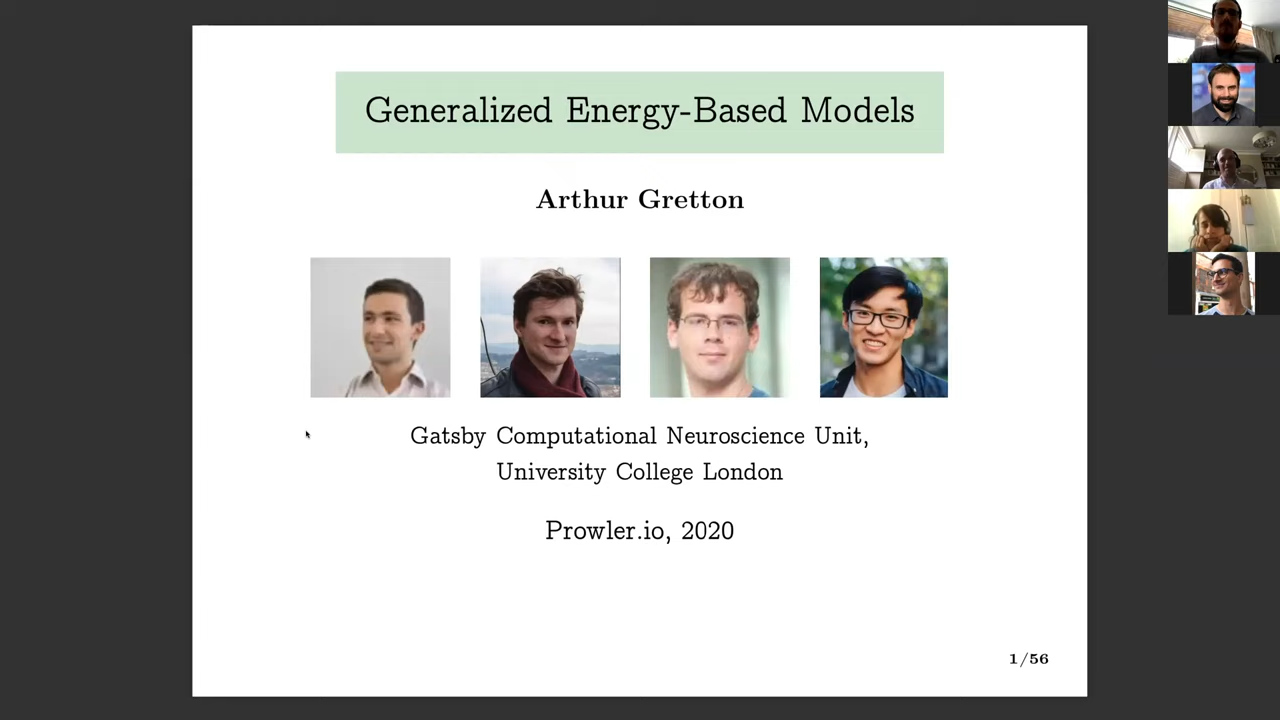 Generalized Energy-Based Models
Arthur Gretton
Gatsby Computational Neuroscience Unit,
University College London
Prowler.io, 2020
1/56